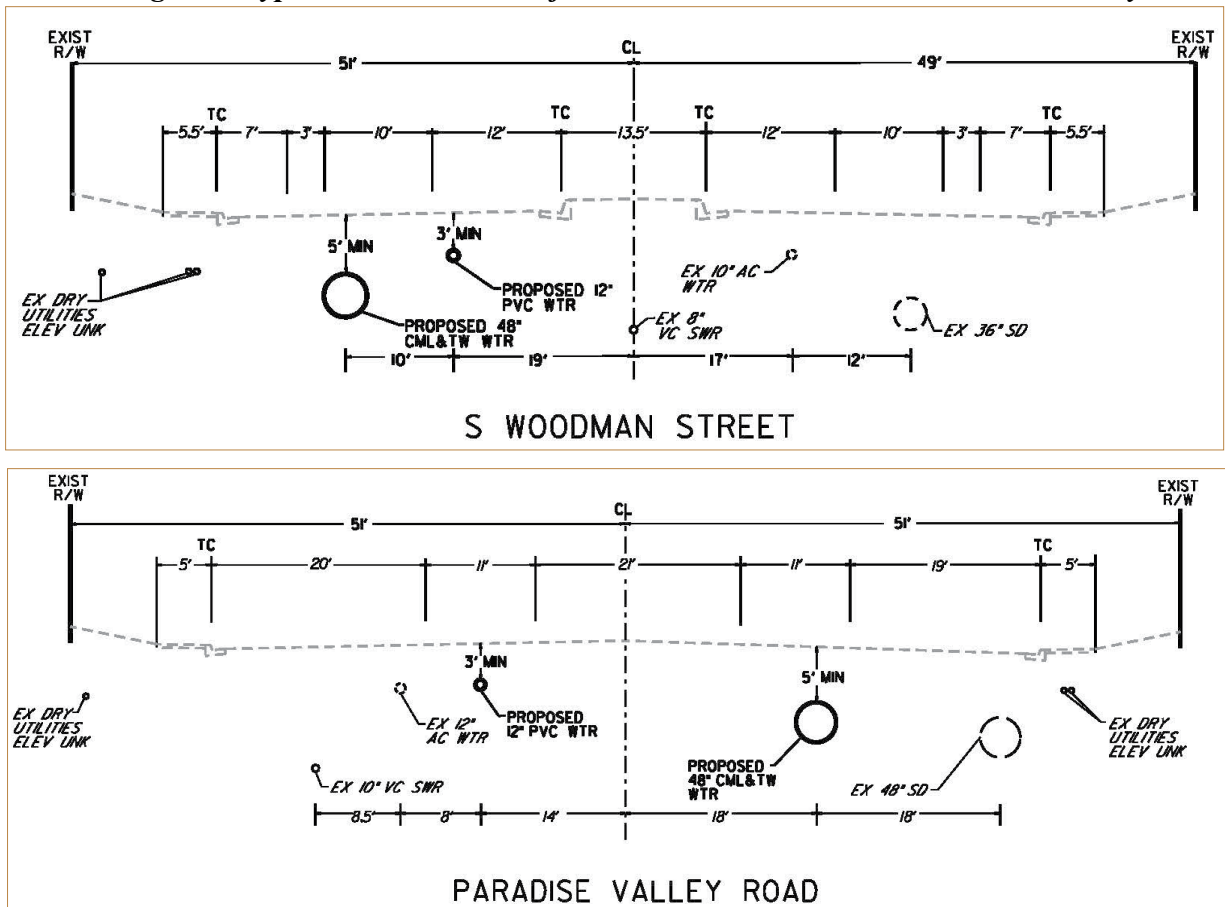 EXIST
R/W
CL
EXIST
R/W
51'
49'
TC
TC
TC
TC
5.5'
7'
3'
10'
12'
13.5'
12'
10'
3'
7'
5.5'
5' MIN
3' MIN
EX DRY
UTILITIES
ELEV UNK
PROPOSED 12"
PVC WTR
PROPOSED 48"
CML&TW WTR
EX 10" AC
WTR
EX 8"
VC SWR
EX 36" SD
10'
19'
17'
12'
S WOODMAN STREET
EXIST
R/W
CL
EXIST
R/W
51'
51'
TC
TC
5'
20'
11'
21'
11'
19'
5'
3' MIN
5' MIN
EX DRY
UTILITIES
ELEV UNK
EX 12"
AC WTR
PROPOSED
12" PVC WTR
EX 10" VC SWR
PROPOSED
48" CML&TW
WTR
EX 48" SD
EX DRY
UTILITIES
ELEV UNK
8.5'
8'
14'
18'
18'
PARADISE VALLEY ROAD